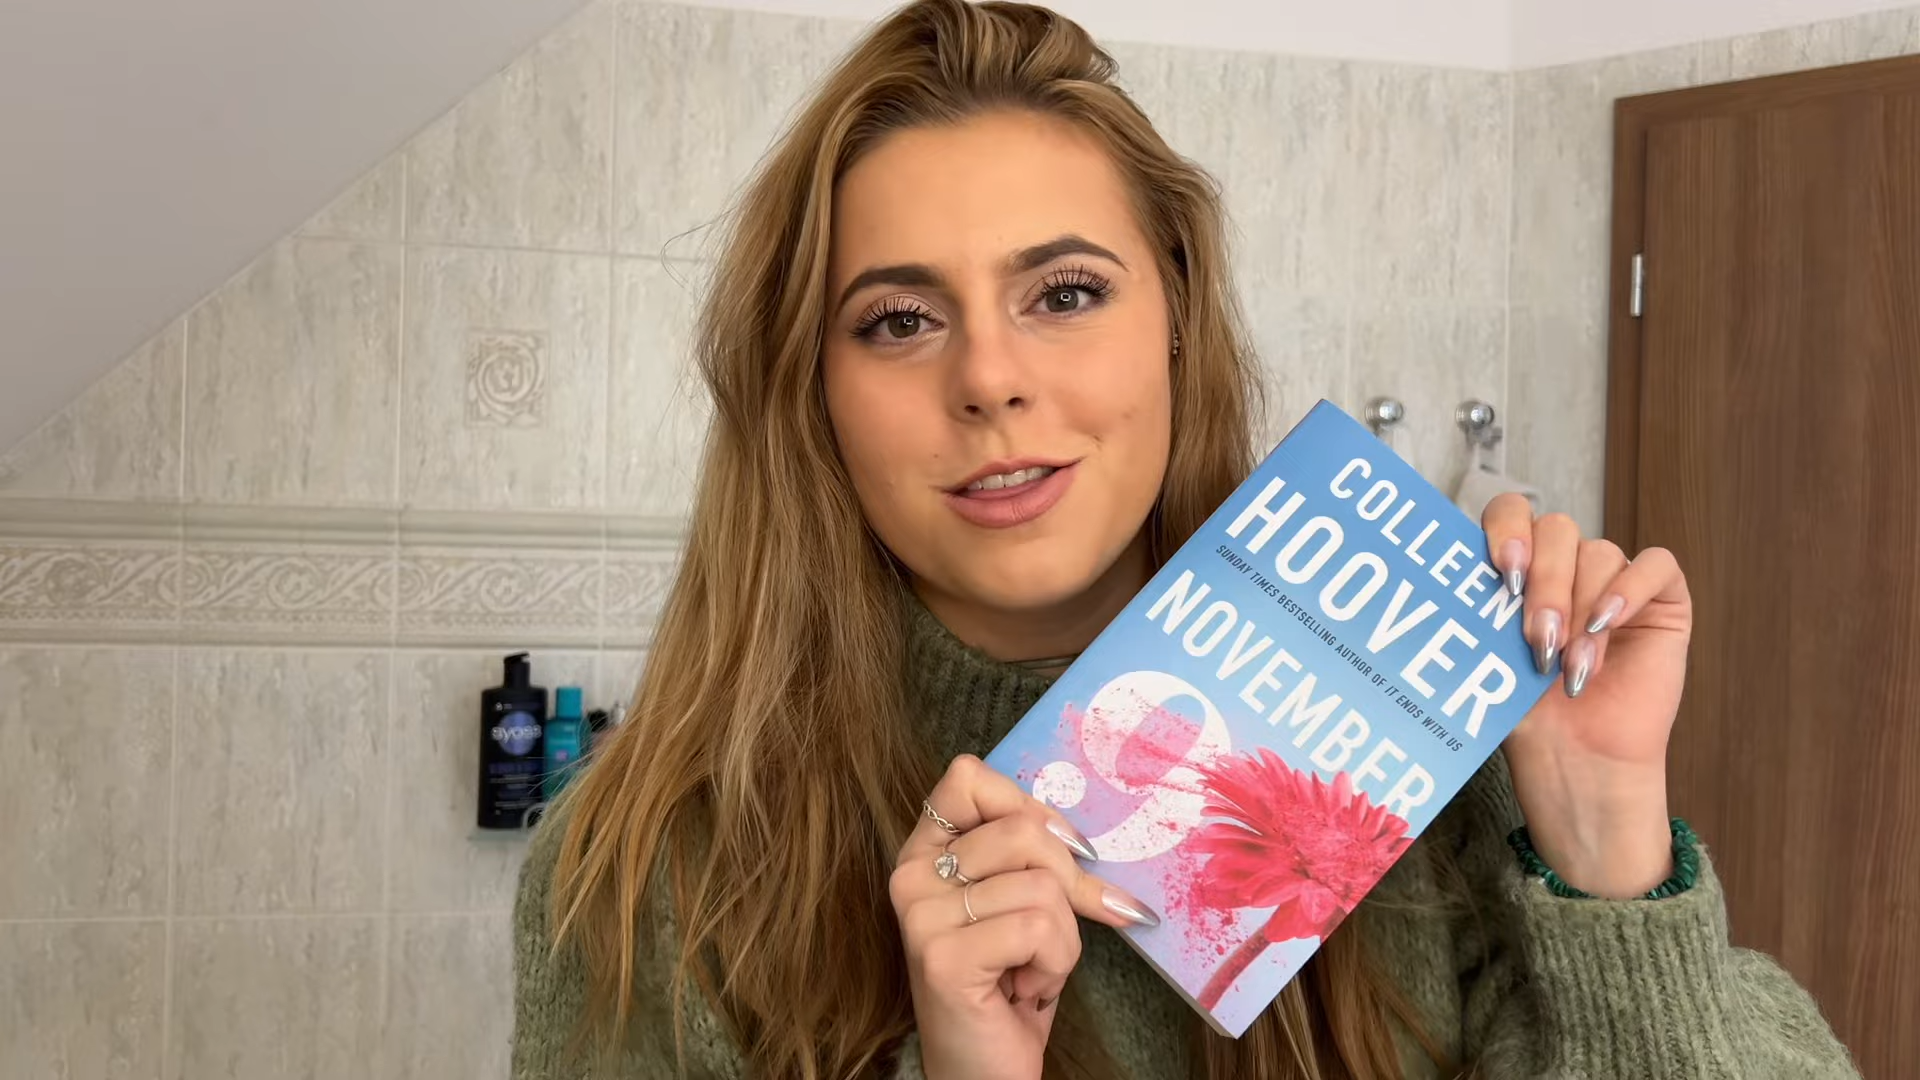 COLLEEN
HOOVER
SUNDAY TIMES BESTSELLING AUTHOR OF IT ENDS WITH US
NOVEMBER
9
syoss